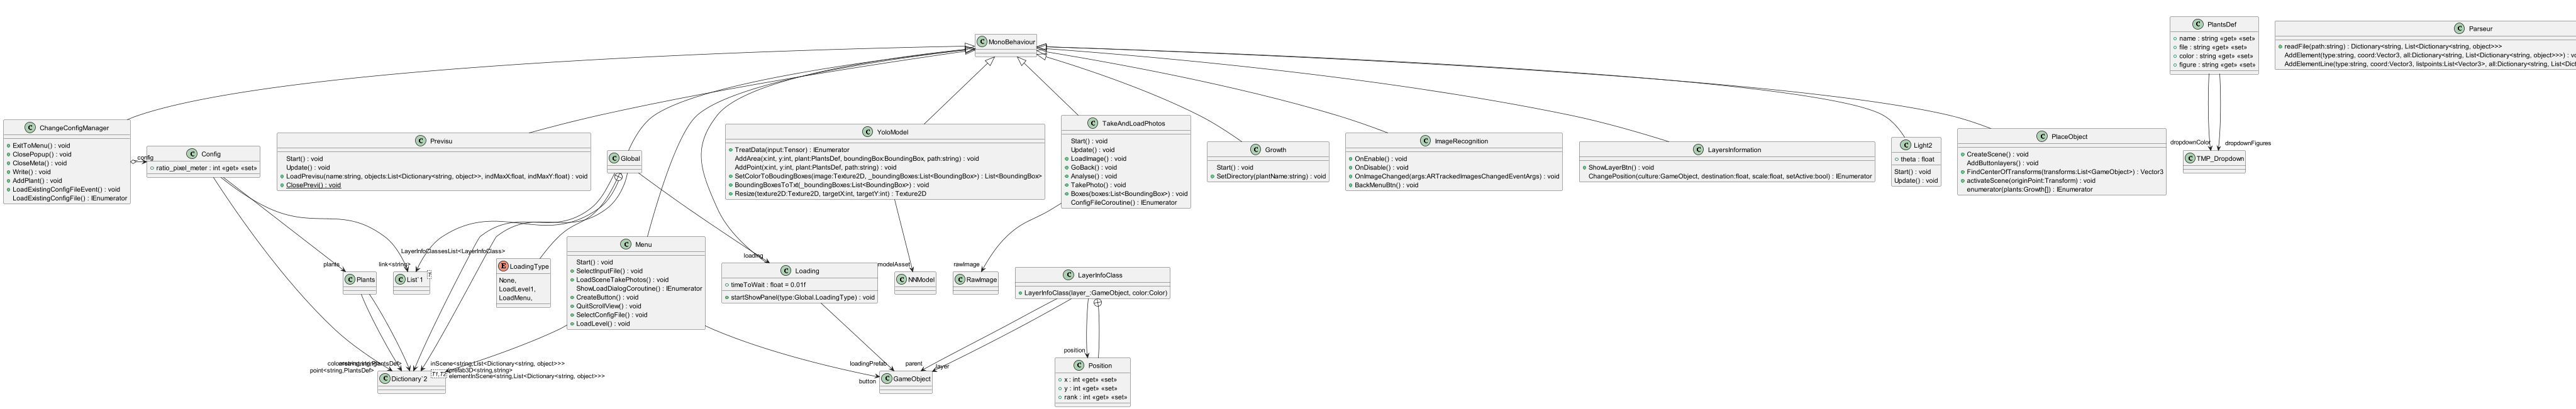 MonoBehaviour
PlantsDef
name : string «get» «set»
file : string «get» «set»
color : string «get» «set»
figure : string «get» «set»
Parseur
readFile(path:string) : Dictionary<string, List<Dictionary<string, object>>>
AddElement(type:string, coord:Vector3, all:Dictionary<string, List<Dictionary<string, object>>>) :
AddElementLine(type:string, coord:Vector3, listpoints:List<Vector3>, all:Dictionary<string,
ChangeConfigManager
ExitToMenu() : void
ClosePopup() : void
CloseMeta() : void
Write() : void
AddPlant() : void
LoadExistingConfigFileEvent() : void
LoadExistingConfigFile() : IEnumerator
config
Config
ratio_pixel_meter : int «get» «set»
Previsu
Start() : void
Update() : void
LoadPrevisu(name:string, objects:List<Dictionary<string, object>>, indMaxX:float, indMaxY:float) : void
ClosePrevi() : void
Global
YoloModel
TreatData(input:Tensor) : IEnumerator
AddArea(x:int, y:int, plant:PlantsDef, boundingBox:BoundingBox, path:string) : void
AddPoint(x:int, y:int, plant:PlantsDef, path:string) : void
SetColorToBoundingBoxes(image:Texture2D, _boundingBoxes:List<BoundingBox>) : List<BoundingBox>
BoundingBoxesToTxt(_boundingBoxes:List<BoundingBox>) : void
Resize(texture2D:Texture2D, targetX:int, targetY:int) : Texture2D
TakeAndLoadPhotos
Start() : void
Update() : void
LoadImage() : void
GoBack() : void
Analyse() : void
TakePhoto() : void
Boxes(boxes:List<BoundingBox>) : void
ConfigFileCoroutine() : IEnumerator
Growth
Start() : void
SetDirectory(plantName:string) : void
ImageRecognition
OnEnable() : void
OnDisable() : void
OnImageChanged(args:ARTrackedImagesChangedEventArgs) : void
BackMenuBtn() : void
LayersInformation
ShowLayerBtn() : void
ChangePosition(culture:GameObject, destination:float, scale:float, setActive:bool) : IEnumerator
Light2
theta : float
Start() : void
Update() : void
PlaceObject
CreateScene() : void
AddButtonlayers() : void
FindCenterOfTransforms(transforms:List<GameObject>) : Vector3
activateScene(originPoint:Transform) : void
enumerator(plants:Growth[]) : IEnumerator
dropdownColor
dropdownFigures
TMP_Dropdown
plants
Plants
link<string>
LayerInfoClassesList<LayerInfoClass>
List`1
T
LoadingType
None,
LoadLevel1,
LoadMenu,
Menu
Start() : void
SelectInputFile() : void
LoadSceneTakePhotos() : void
ShowLoadDialogCoroutine() : IEnumerator
CreateButton() : void
QuitScrollView() : void
SelectConfigFile() : void
LoadLevel() : void
loading
Loading
timeToWait : float = 0.01f
startShowPanel(type:Global.LoadingType) : void
modelAsset
NNModel
rawImage
RawImage
LayerInfoClass
LayerInfoClass(layer_:GameObject, color:Color)
point<string,PlantsDef>
inScene<string,List<Dictionary<string, object>>>
prefab3D<string,string>
elementInScene<string,List<Dictionary<string, object>>>
Dictionary`2
T1,T2
loadingPrefab
button
parent
layer
GameObject
position
Position
x : int «get» «set»
y : int «get» «set»
rank : int «get» «set»